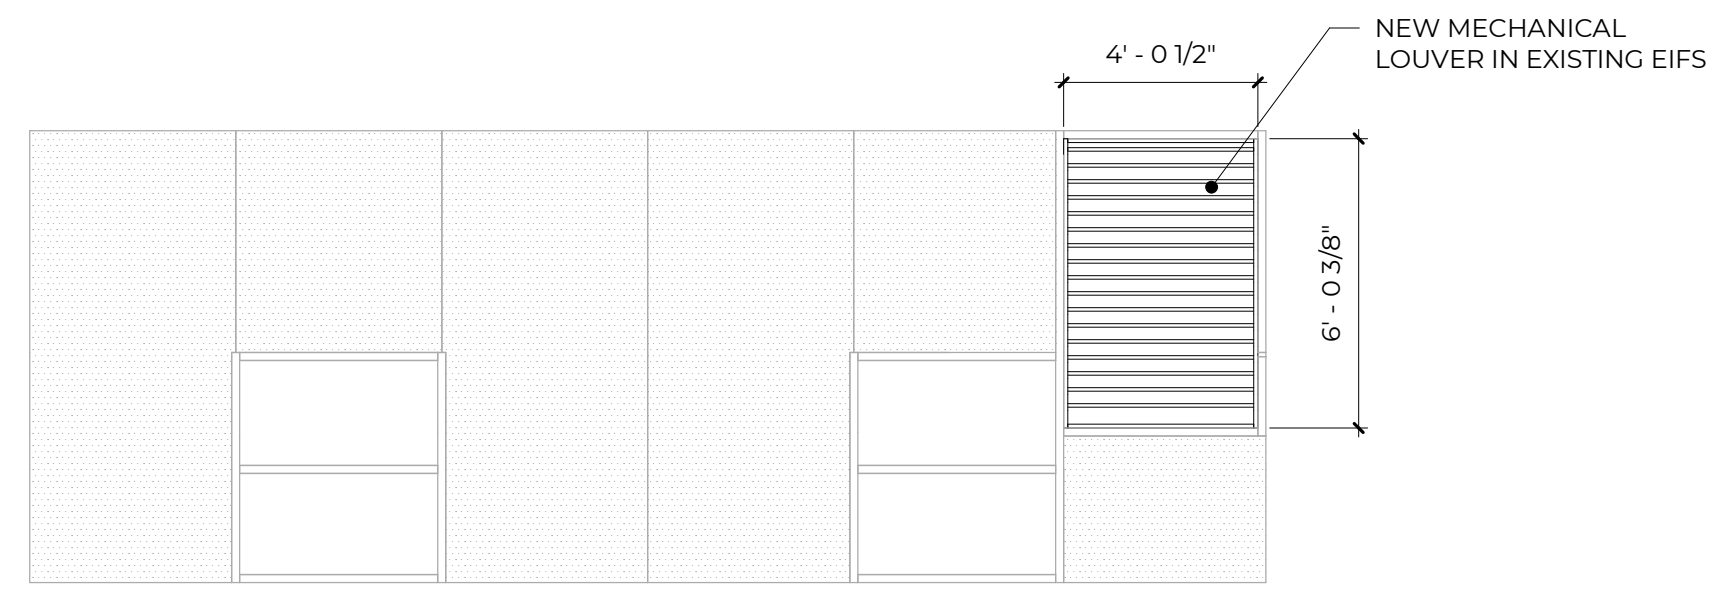 NEW MECHANICAL
LOUVER IN EXISTING EIFS
4' - 0 1/2"
6' - 0 3/8"